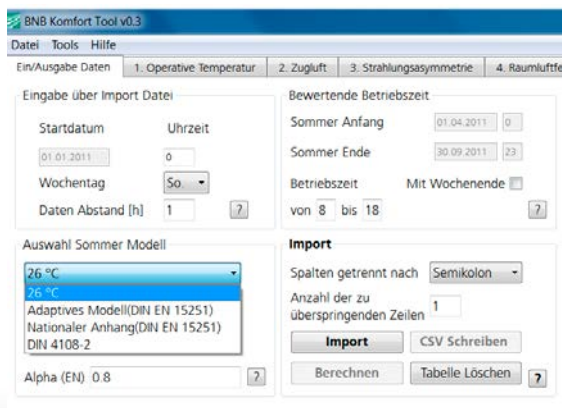 BNB Komfort Tool v0.3
Datei Tools Hilfe
Ein/Ausgabe Daten 1. Operative Temperatur 2. Zugluft 3. Strahlungsasymmetrie 4. Raumluftfe
Eingabe über Import Datei
Startdatum Uhrzeit
01.01.2011 0
Wochentag So.
Daten Abstand [h] 1 ?
Bewertende Betriebszeit
Sommer Anfang 01.04.2011 0
Sommer Ende 30.09.2011 23
Betriebszeit Mit Wochenende
von 8 bis 18 ?
Auswahl Sommer Modell
26 °C
26 °C
Adaptives Modell(DIN EN 15251)
Nationaler Anhang(DIN EN 15251)
DIN 4108-2
Alpha (EN) 0.8 ?
Import
Spalten getrennt nach Semikolon
Anzahl der zu
überspringenden Zeilen 1
Import CSV Schreiben
Berechnen Tabelle Löschen ?